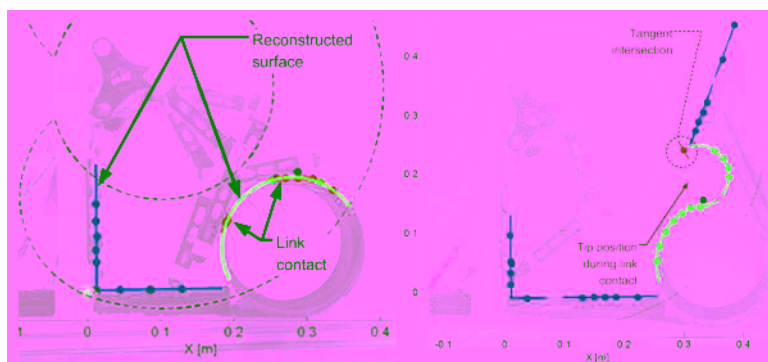 Reconstructed
surface
Link
contact
1
0
0 1
0 2
0 3
0 4
X [m]
Tangent
intersection
Tip position
during link
contact
0 4
0 3
0 2
0 1
0
-0.1
0
0.1
0.2
0.3
0.4
X [m]